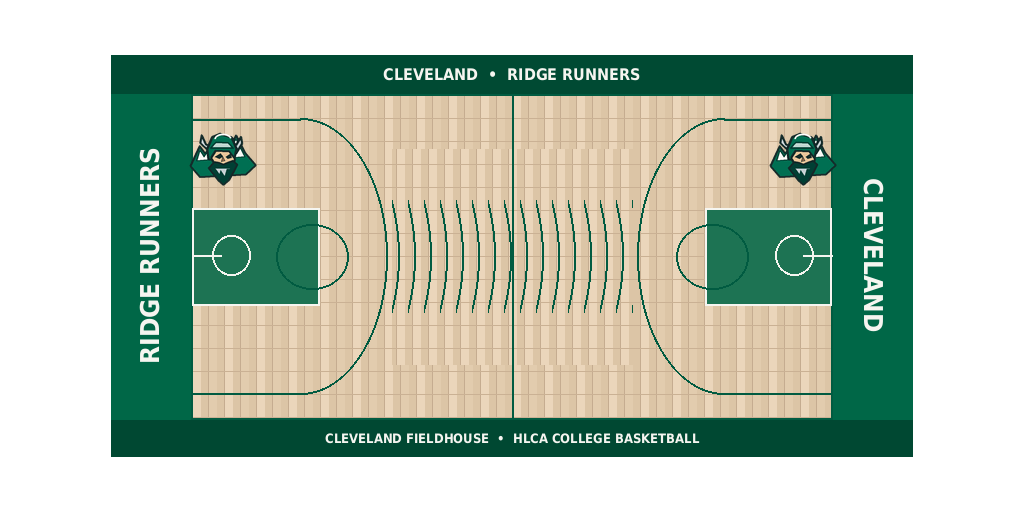 CLEVELAND • RIDGE RUNNERS
RIDGE RUNNERS
CLEVELAND
CLEVELAND FIELDHOUSE • HLCA COLLEGE BASKETBALL